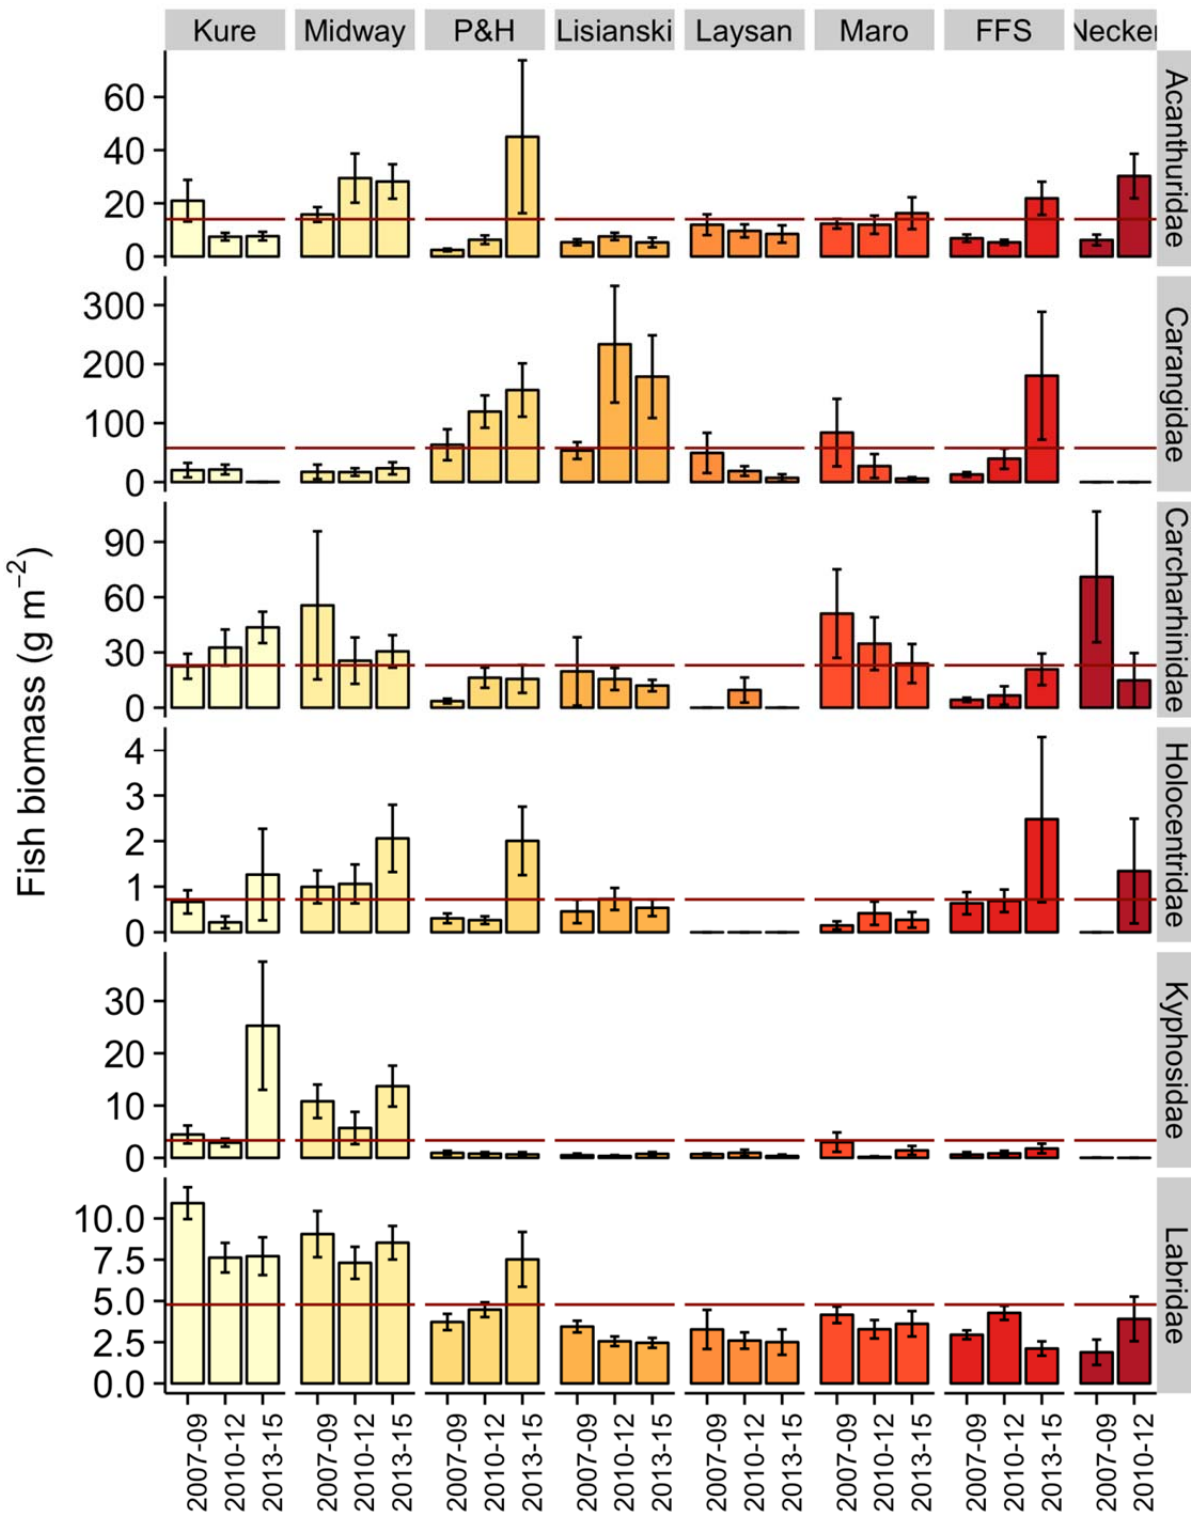 Kure Midway P&H Lisianski Laysan Maro FFS Necker
Fish biomass (g m−2)
60
40
20
0
Acanthuridae
300
200
100
0
Carangidae
90
60
30
0
Carcharhinidae
4
3
2
1
0
Holocentridae
30
20
10
0
Kyphosidae
10.0
7.5
5.0
2.5
0.0
Labridae
2007-09 2010-12 2013-15 2007-09 2010-12 2013-15 2007-09 2010-12 2013-15 2007-09 2010-12 2013-15 2007-09 2010-12 2013-15 2007-09 2010-12 2013-15 2007-09 2010-12 2013-15 2007-09 2010-12